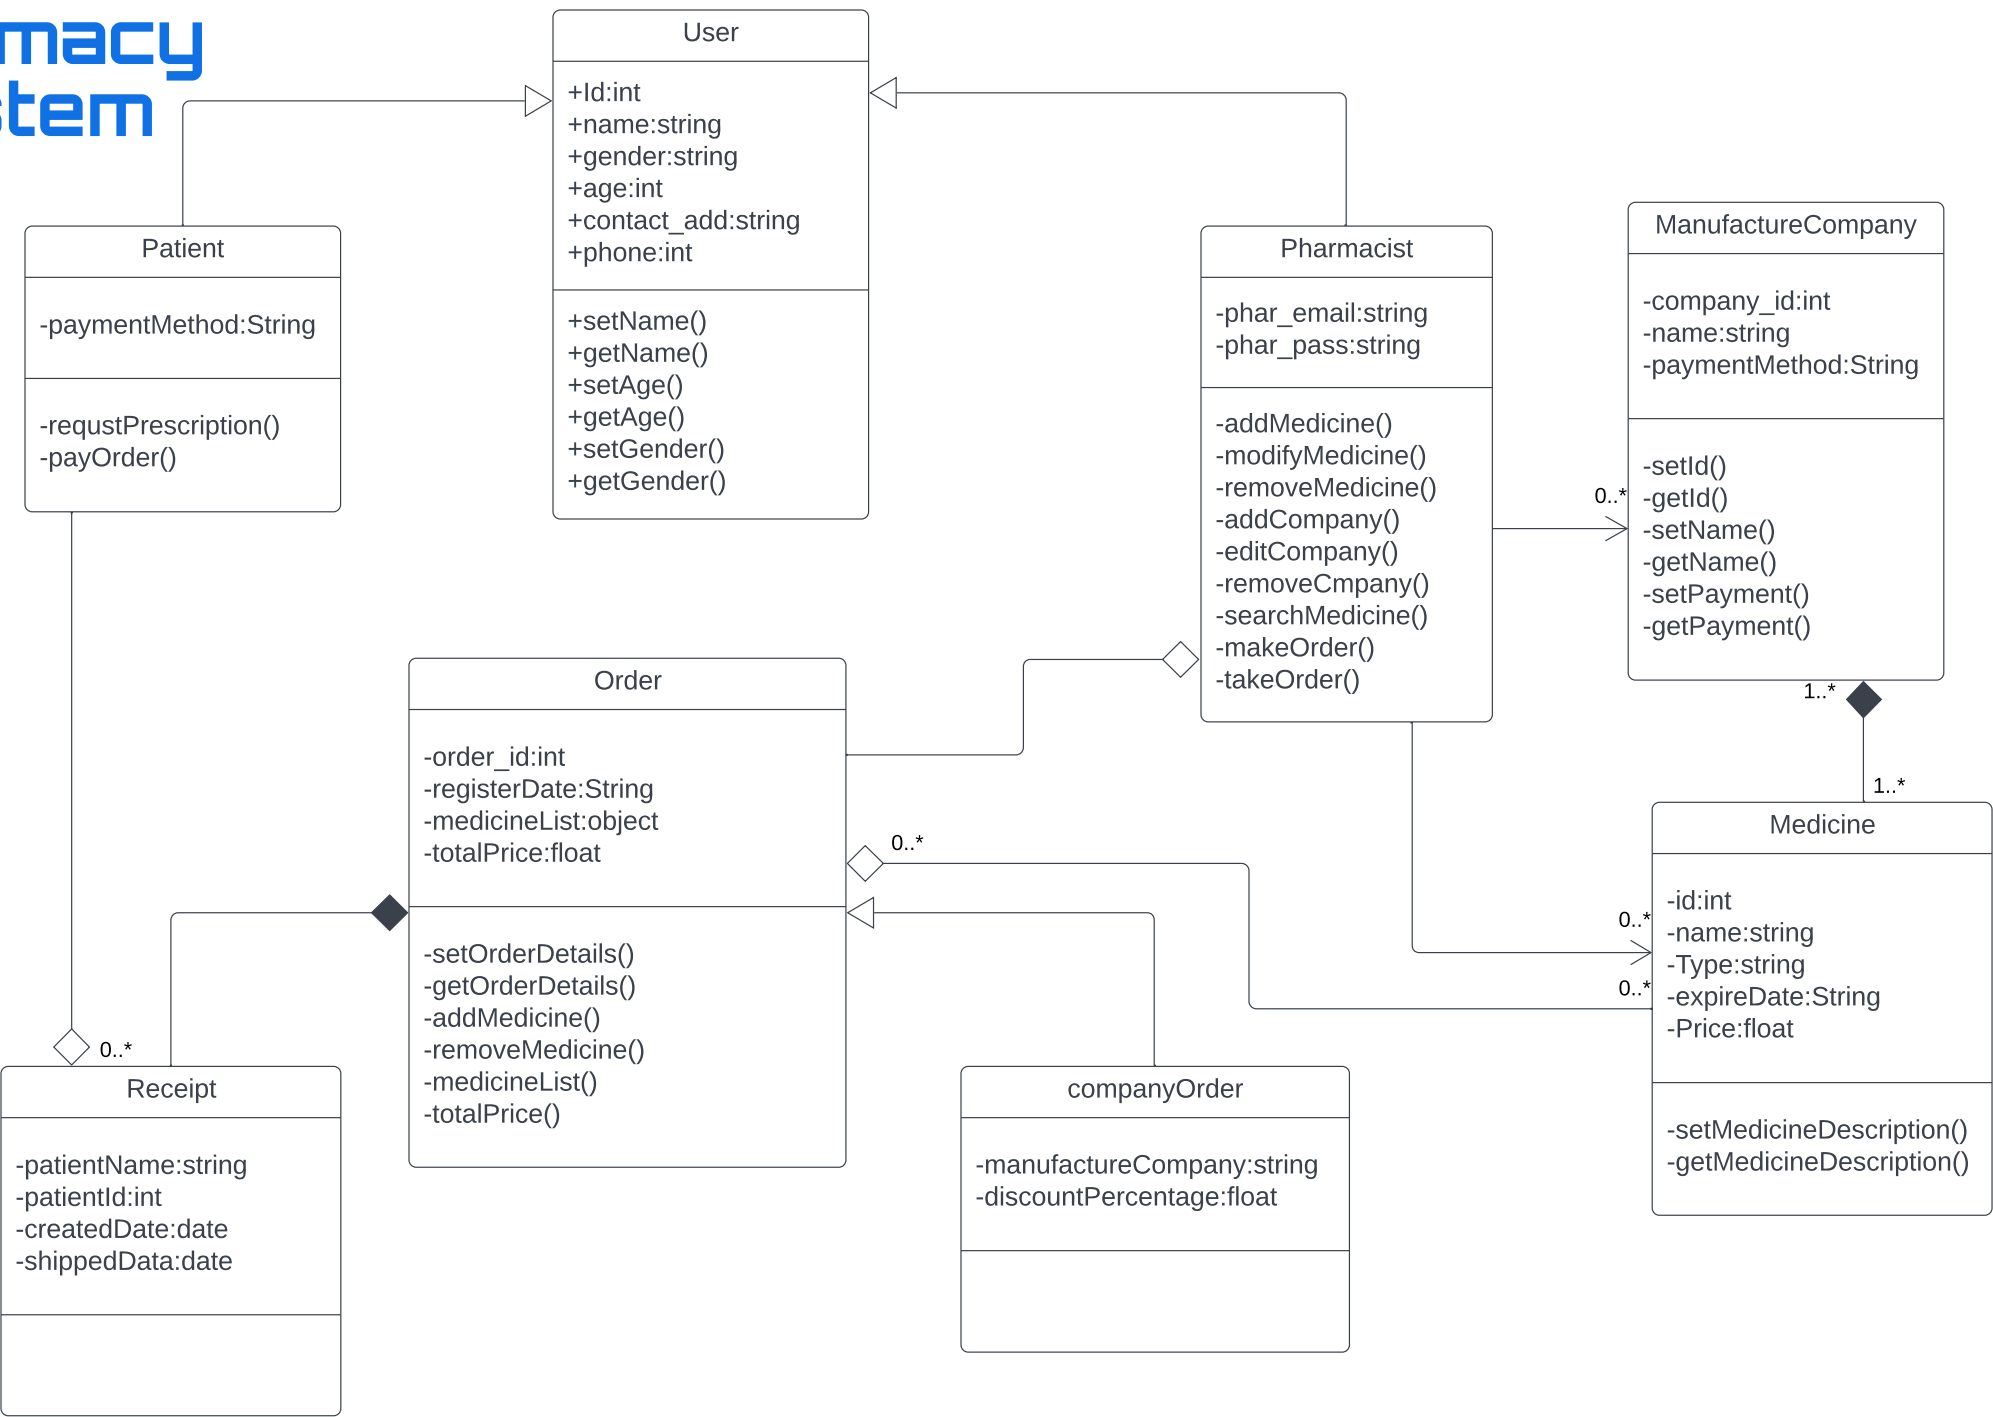 macy
stem
User
+Id:int
+name:string
+gender:string
+age:int
+contact_add:string
+phone:int
+setName()
+getName()
+setAge()
+getAge()
+setGender()
+getGender()
Patient
-paymentMethod:String
-requstPrescription()
-payOrder()
Pharmacist
-phar_email:string
-phar_pass:string
-addMedicine()
-modifyMedicine()
-removeMedicine()
-addCompany()
-editCompany()
-removeCmpany()
-searchMedicine()
-makeOrder()
-takeOrder()
ManufactureCompany
-company_id:int
-name:string
-paymentMethod:String
-setId()
-getId()
-setName()
-getName()
-setPayment()
-getPayment()
0..*
1..*
1..*
Order
-order_id:int
-registerDate:String
-medicineList:object
-totalPrice:float
-setOrderDetails()
-getOrderDetails()
-addMedicine()
-removeMedicine()
-medicineList()
-totalPrice()
0..*
0..*
0..*
Medicine
-id:int
-name:string
-Type:string
-expireDate:String
-Price:float
-setMedicineDescription()
-getMedicineDescription()
0..*
Receipt
-patientName:string
-patientId:int
-createdDate:date
-shippedData:date
companyOrder
-manufactureCompany:string
-discountPercentage:float